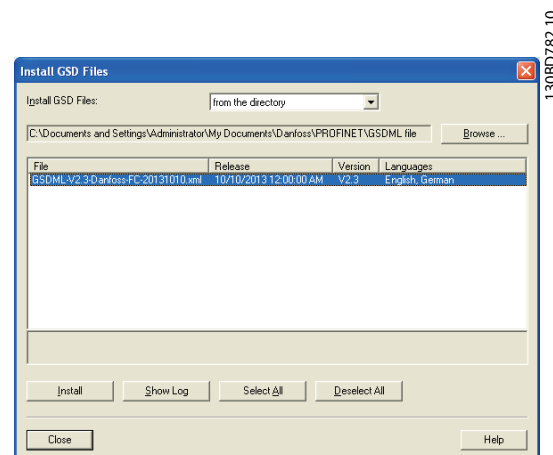 130BD782.10
Install GSD Files
Install GSD Files: from the directory
C:\Documents and Settings\Administrator\My Documents\Danfoss\PROFINET\GSDML file Browse ...
File Release Version Languages
GSDML-V2.3-Danfoss-FC-20131010.xml 10/10/2013 12:00:00 AM V2.3 English, German
Install Show Log Select All Deselect All
Close Help